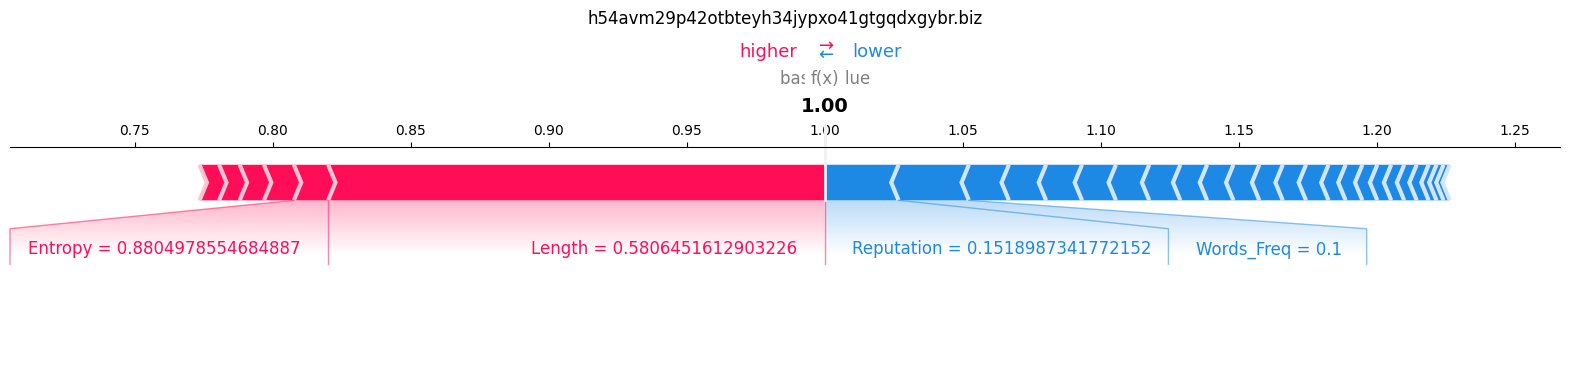 h54avm29p42otbteyh34jypxo41gtgqdxgybr.biz
higher ⇄ lower
bas f(x) lue
1.00
0.75 0.80 0.85 0.90 0.95 1.00 1.05 1.10 1.15 1.20 1.25
Entropy = 0.8804978554684887 Length = 0.5806451612903226 Reputation = 0.1518987341772152 Words_Freq = 0.1